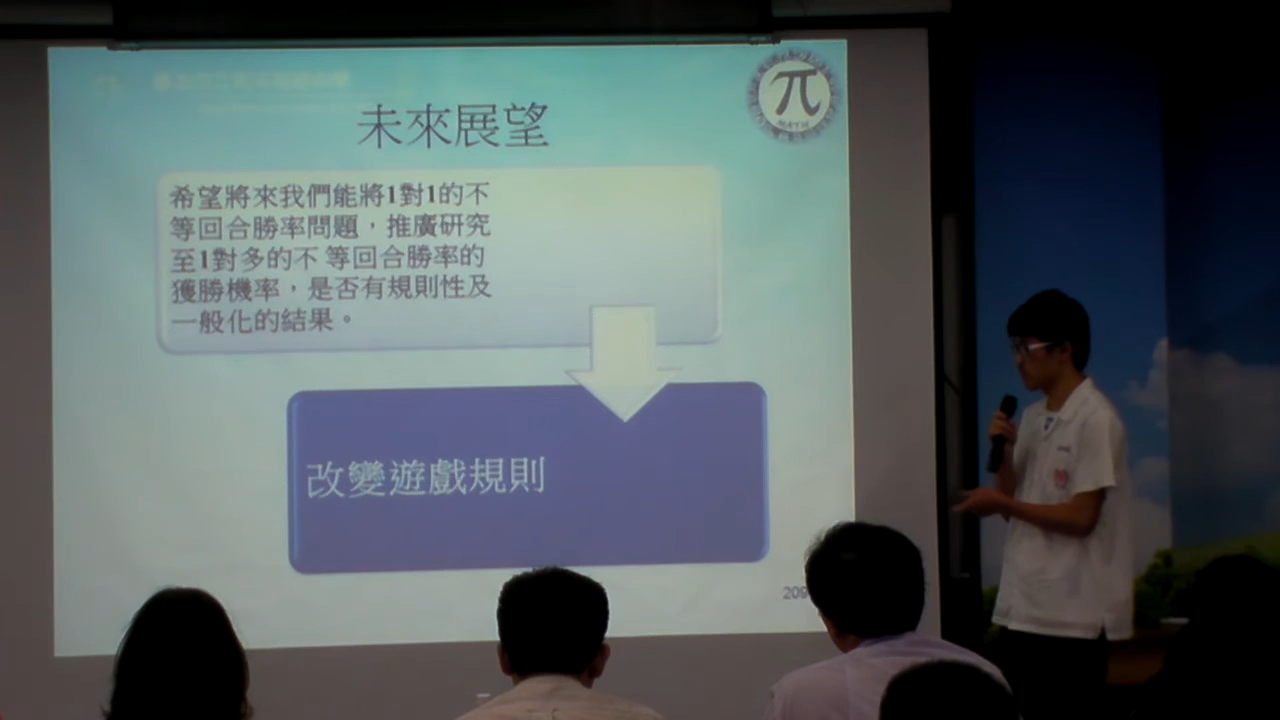 π
MATH
未來展望
希望將來我們能將1對1的不
等回合勝率問題，推廣研究
至1對多的不 等回合勝率的
獲勝機率，是否有規則性及
一般化的結果。
改變遊戲規則
209